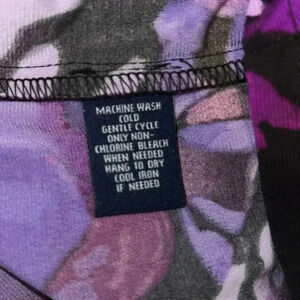 MACHINE WASH
COLD
GENTLE CYCLE
ONLY NON-
CHLORINE BLEACH
WHEN NEEDED
HANG TO DRY
COOL IRON
IF NEEDED